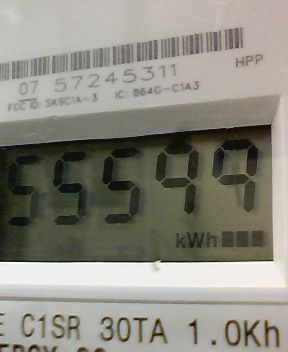 HPP
07 57245311
FCC ID: SK9C1A-3 IC: 864G-C1A3
55599
kWh
E C1SR 30TA 1.0Kh